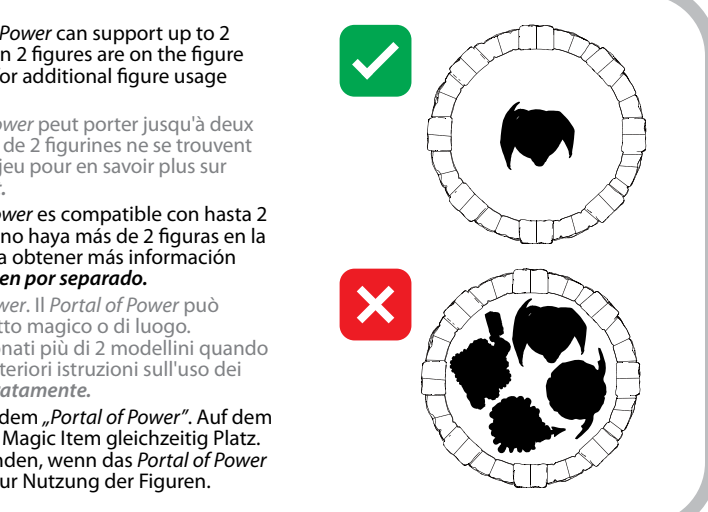 Power can support up to 2
n 2 figures are on the figure
or additional figure usage
wer peut porter jusqu'à deux
de 2 figurines ne se trouvent
jeu pour en savoir plus sur
wer es compatible con hasta 2
no haya más de 2 figuras en la
a obtener más información
en por separado.
wer. Il Portal of Power può
tto magico o di luogo.
onati più di 2 modellini quando
teriori istruzioni sull'uso dei
atamente.
dem „Portal of Power”. Auf dem
Magic Item gleichzeitig Platz.
nden, wenn das Portal of Power
ur Nutzung der Figuren.